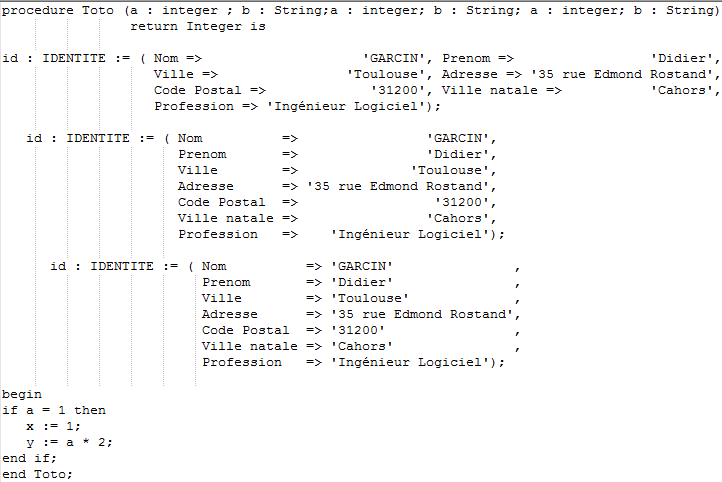 procedure Toto (a : integer ; b : String;a : integer; b : String; a : integer; b : String)
return Integer is
id : IDENTITE := ( Nom => 'GARCIN', Prenom => 'Didier',
Ville => 'Toulouse', Adresse => '35 rue Edmond Rostand',
Code Postal => '31200', Ville natale => 'Cahors',
Profession => 'Ingénieur Logiciel');
id : IDENTITE := ( Nom => 'GARCIN',
Prenom => 'Didier',
Ville => 'Toulouse',
Adresse => '35 rue Edmond Rostand',
Code Postal => '31200',
Ville natale => 'Cahors',
Profession => 'Ingénieur Logiciel');
id : IDENTITE := ( Nom => 'GARCIN' ,
Prenom => 'Didier' ,
Ville => 'Toulouse' ,
Adresse => '35 rue Edmond Rostand',
Code Postal => '31200' ,
Ville natale => 'Cahors' ,
Profession => 'Ingénieur Logiciel');
begin
if a = 1 then
x := 1;
y := a * 2;
end if;
end Toto;